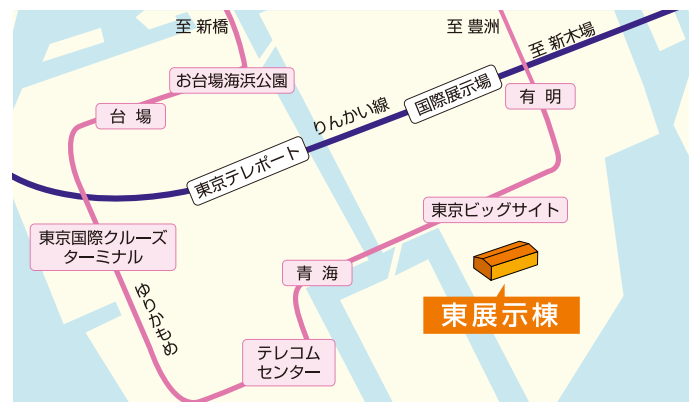 至 新橋
至 豊洲
至 新木場
お台場海浜公園
国際展示場
有 明
台 場
りんかい線
東京テレポート
東京ビッグサイト
東京国際クルーズ
ターミナル
青 海
ゆりかもめ
東展示棟
テレコム
センター